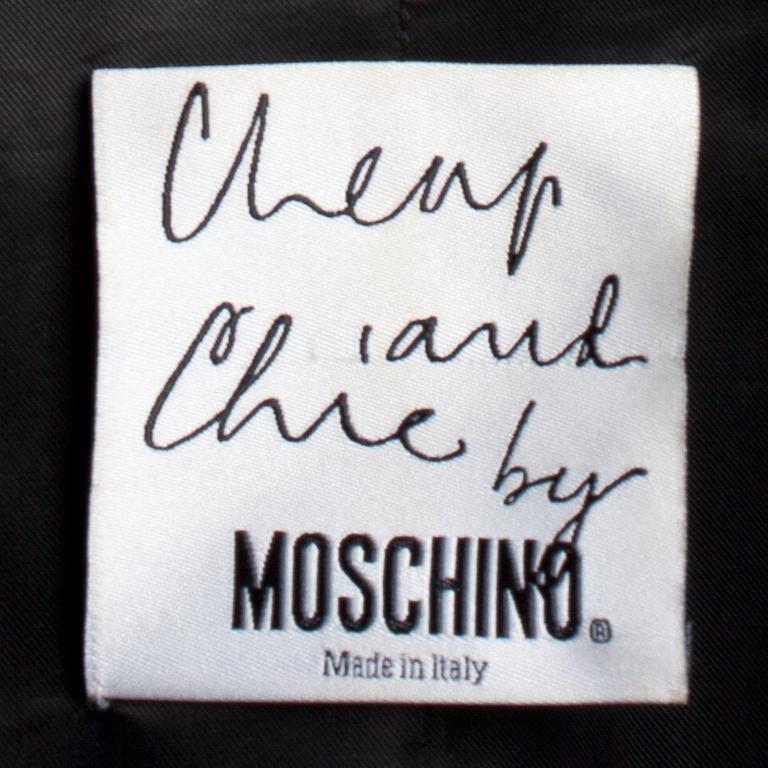 Cheap
and
Chic by
MOSCHINO®
Made in Italy